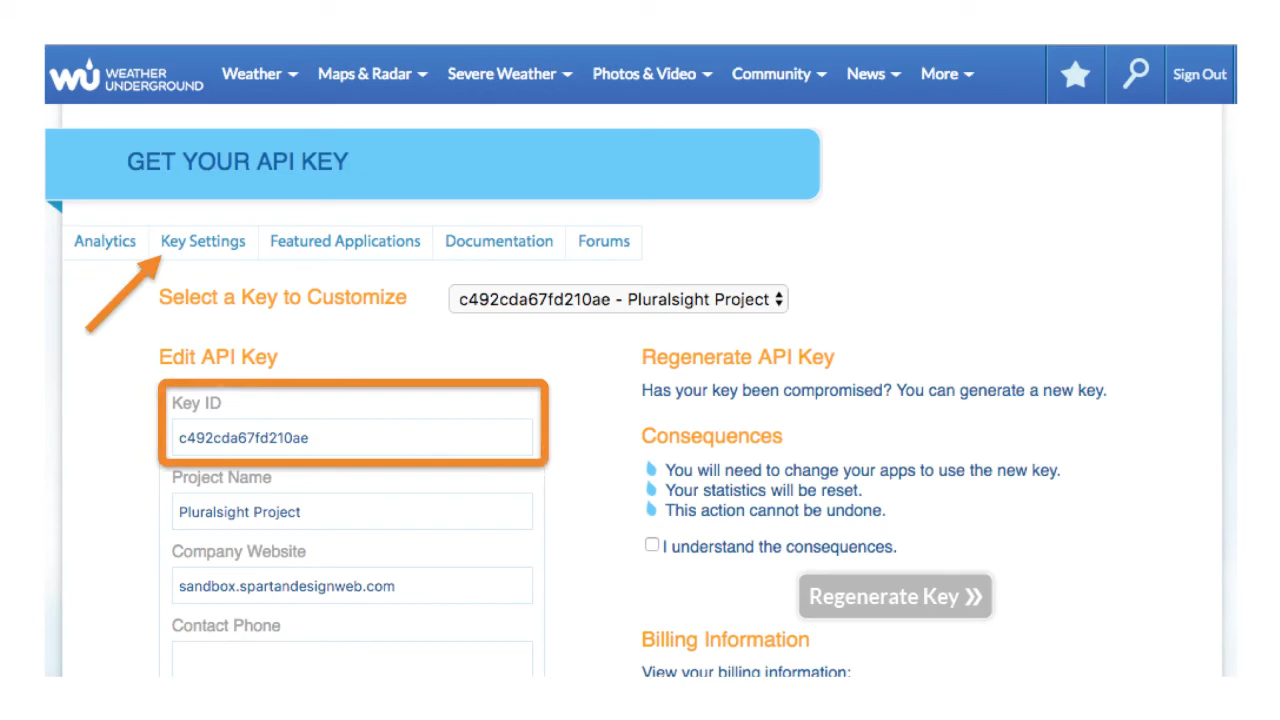 WEATHER
UNDERGROUND
Weather
Maps & Radar
Severe Weather
Photos & Video
Community
News
More
Sign Out
GET YOUR API KEY
Analytics
Key Settings
Featured Applications
Documentation
Forums
Select a Key to Customize
c492cda67fd210ae - Pluralsight Project
Edit API Key
Key ID
c492cda67fd210ae
Project Name
Pluralsight Project
Company Website
sandbox.spartandesignweb.com
Contact Phone
Regenerate API Key
Has your key been compromised? You can generate a new key.
Consequences
You will need to change your apps to use the new key.
Your statistics will be reset.
This action cannot be undone.
I understand the consequences.
Regenerate Key »
Billing Information
View your billing information: